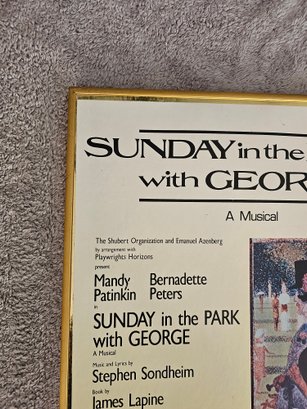 SUNDAY in the
with GEOR
A Musical
The Shubert Organization and Emanuel Azenberg
by arrangement with
Playwrights Horizons
present
Mandy Bernadette
Patinkin Peters
in
SUNDAY in the PARK
with GEORGE
A Musical
Music and Lyrics by
Stephen Sondheim
Book by
James Lapine